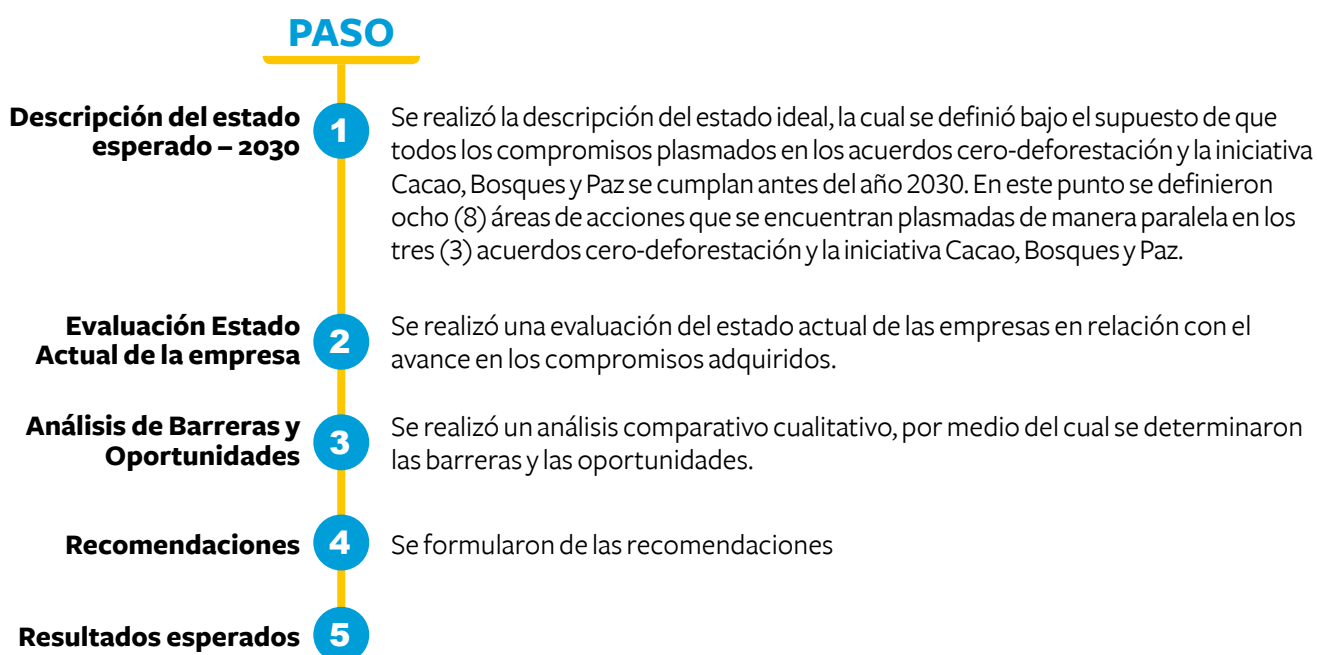 PASO
Descripción del estado
esperado – 2030
1
Se realizó la descripción del estado ideal, la cual se definió bajo el supuesto de que
todos los compromisos plasmados en los acuerdos cero-deforestación y la iniciativa
Cacao, Bosques y Paz se cumplan antes del año 2030. En este punto se definieron
ocho (8) áreas de acciones que se encuentran plasmadas de manera paralela en los
tres (3) acuerdos cero-deforestación y la iniciativa Cacao, Bosques y Paz.
Evaluación Estado
Actual de la empresa
2
Se realizó una evaluación del estado actual de las empresas en relación con el
avance en los compromisos adquiridos.
Análisis de Barreras y
Oportunidades
3
Se realizó un análisis comparativo cualitativo, por medio del cual se determinaron
las barreras y las oportunidades.
Recomendaciones
4
Se formularon de las recomendaciones
Resultados esperados
5